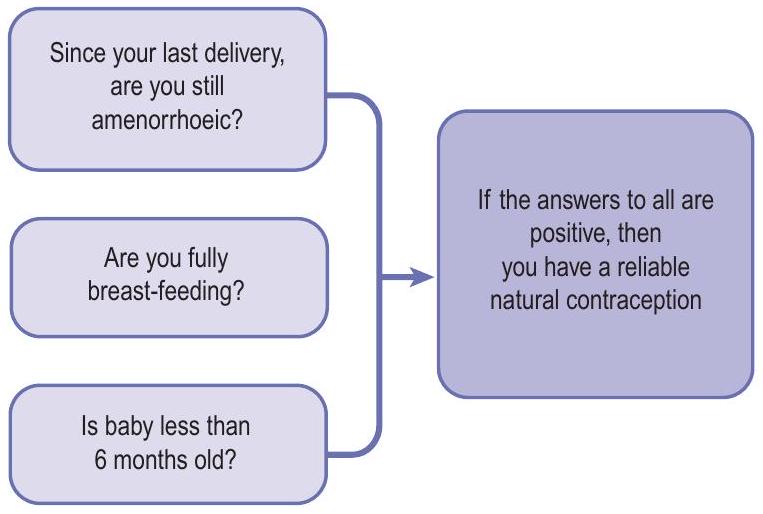 Since your last delivery,
are you still
amenorrhoeic?
Are you fully
breast-feeding?
Is baby less than
6 months old?
If the answers to all are
positive, then
you have a reliable
natural contraception